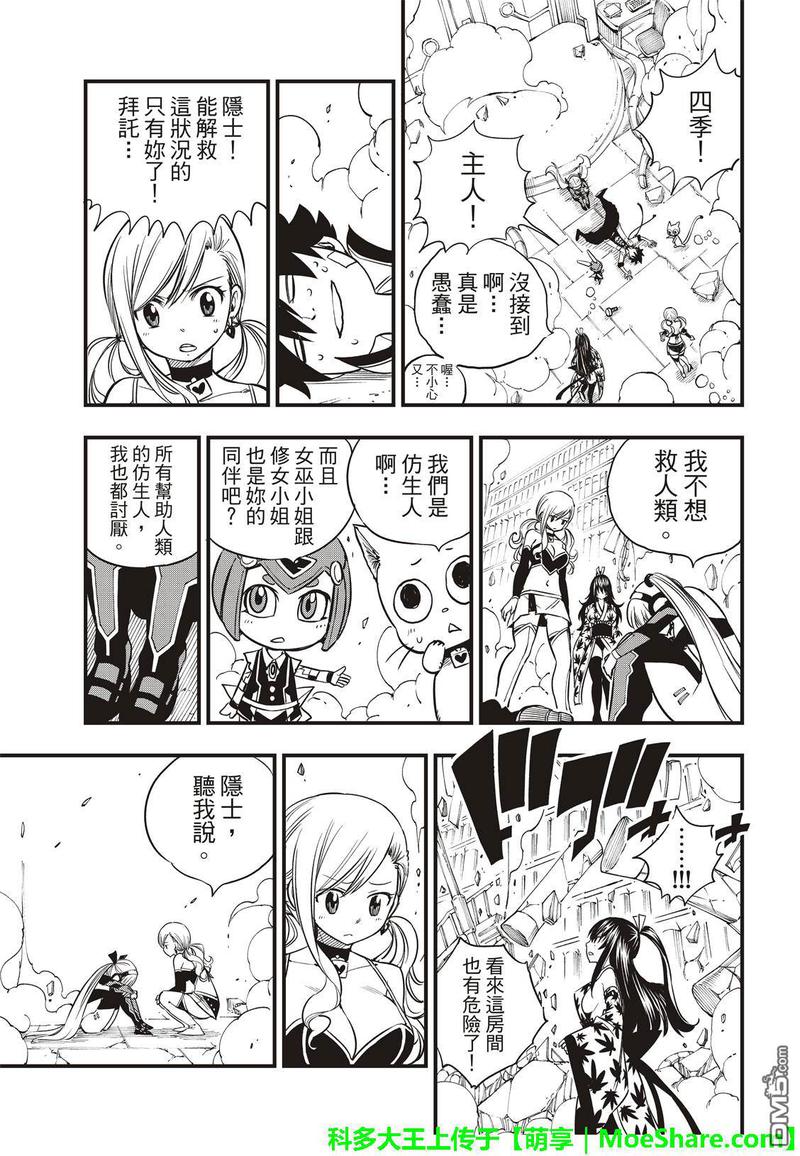 四季！
主人！
沒接到
啊…
真是
愚蠢…
喔…
不小心
又…
隱士！
能解救
這狀況的
只有妳了！
拜託…
我不想
救人類。
我們是
仿生人
啊…
而且
女巫小姐跟
修女小姐
也是妳的
同伴吧？
所有幫助人類
的仿生人，
我也都討厭。
ドドド
…
…!!!
看來這房間
也有危險了！
隱士，
聽我說。
DM5.com
科多大王上传于【萌享】｜MoeShare.com】